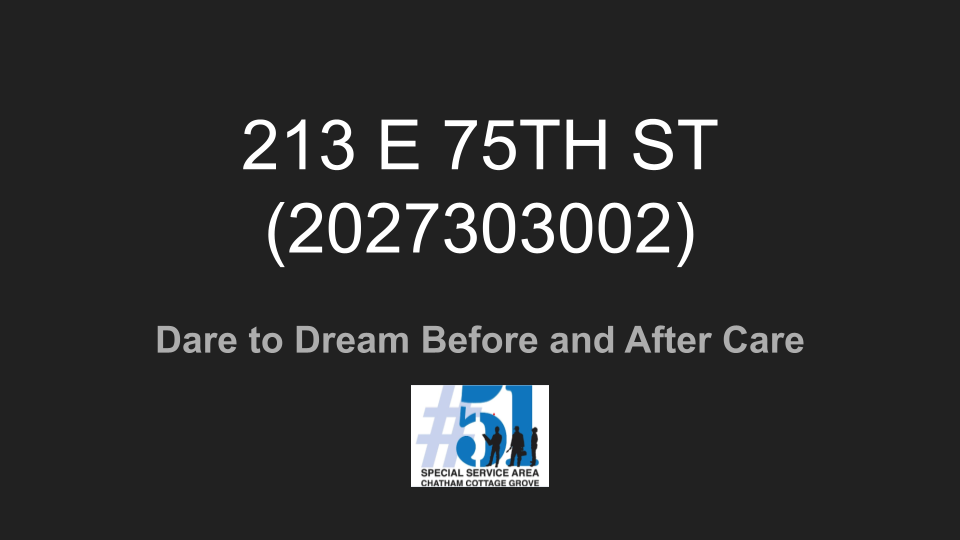 213 E 75TH ST
(2027303002)
Dare to Dream Before and After Care
#51
SPECIAL SERVICE AREA
CHATHAM COTTAGE GROVE